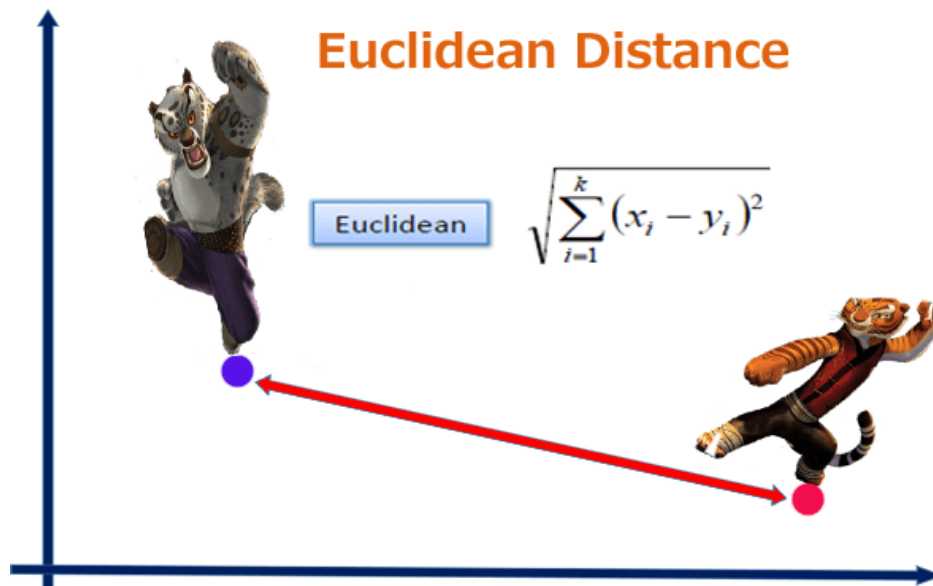 Euclidean Distance
Euclidean
√(∑_{i=1}^{k} (x_i − y_i)^2)